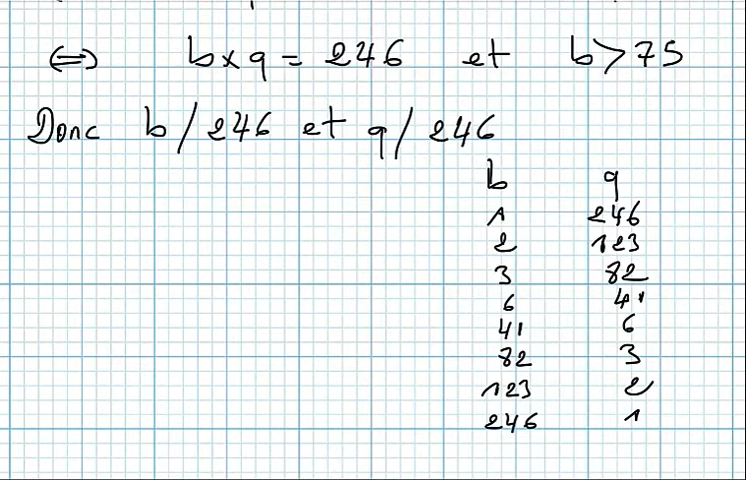 ⇔ b×q = 246 et b>75
Donc b/246 et q/246
b q
1 246
2 123
3 82
6 41
41 6
82 3
123 2
246 1